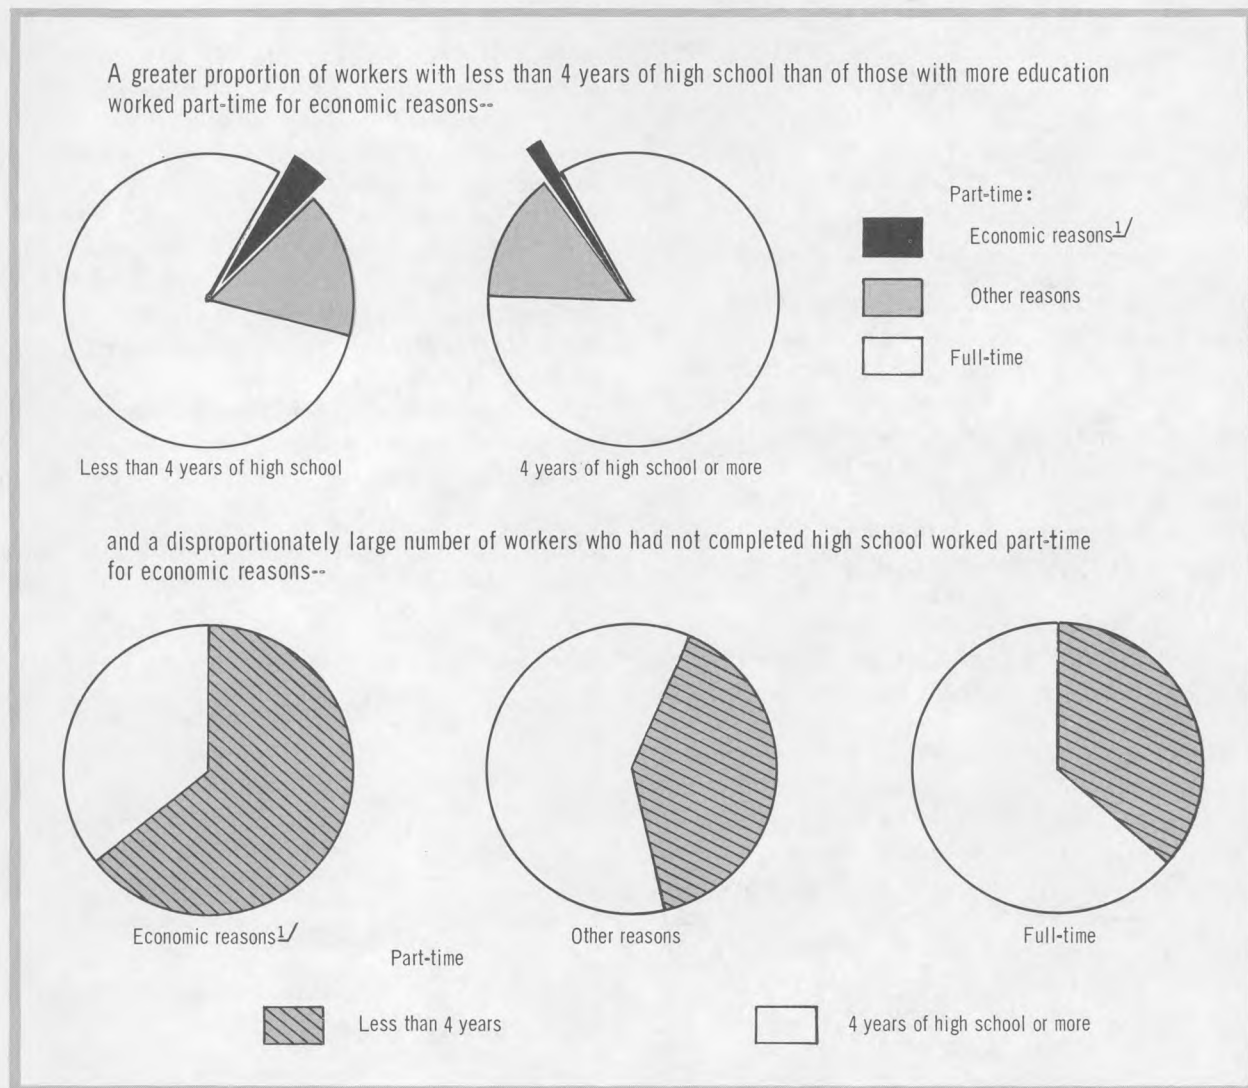 A greater proportion of workers with less than 4 years of high school than of those with more education
worked part-time for economic reasons--
Part-time:
Economic reasons1/
Other reasons
Full-time
Less than 4 years of high school
4 years of high school or more
and a disproportionately large number of workers who had not completed high school worked part-time
for economic reasons--
Economic reasons1/
Other reasons
Full-time
Part-time
Less than 4 years
4 years of high school or more